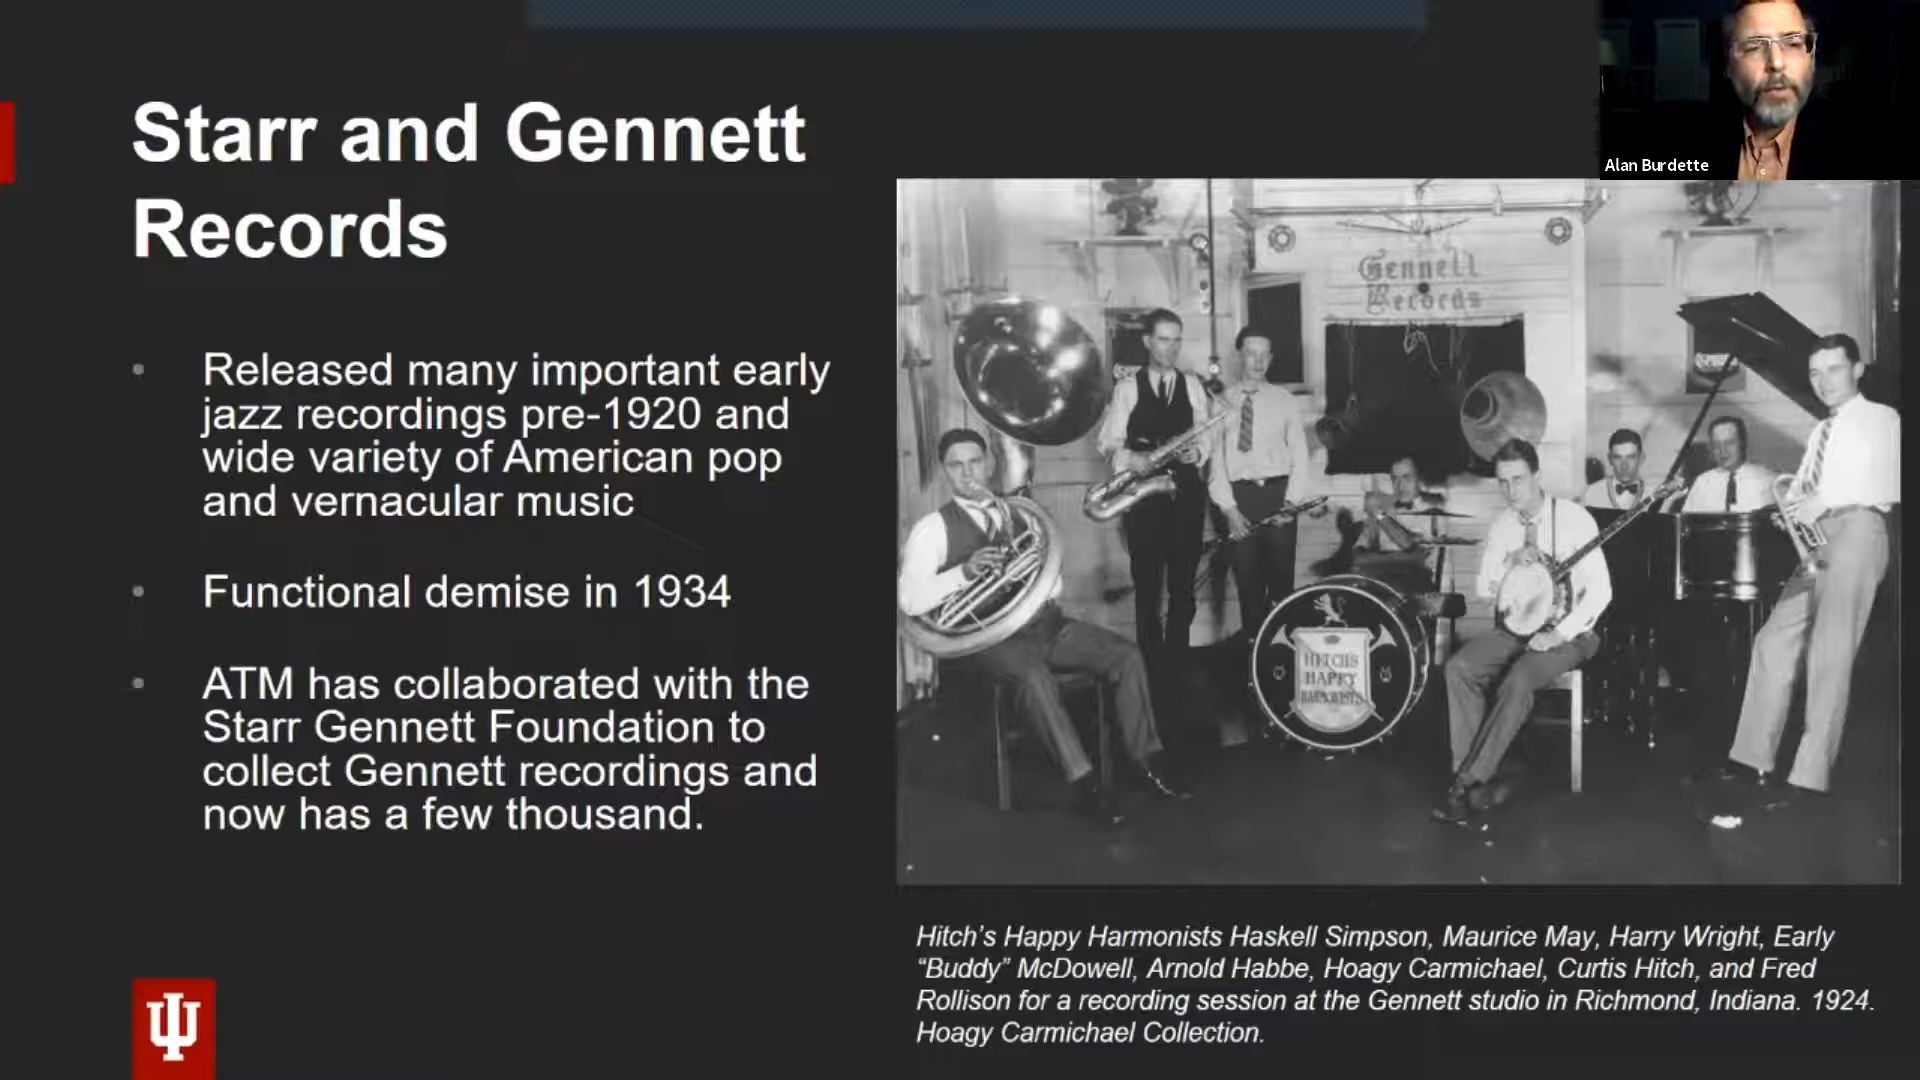 Starr and Gennett
Records
Released many important early
jazz recordings pre-1920 and
wide variety of American pop
and vernacular music
Functional demise in 1934
ATM has collaborated with the
Starr Gennett Foundation to
collect Gennett recordings and
now has a few thousand.
Alan Burdette
Gennett
Records
HITCH'S
HAPPY
HARMONISTS
Hitch’s Happy Harmonists Haskell Simpson, Maurice May, Harry Wright, Early
“Buddy” McDowell, Arnold Habbe, Hoagy Carmichael, Curtis Hitch, and Fred
Rollison for a recording session at the Gennett studio in Richmond, Indiana. 1924.
Hoagy Carmichael Collection.